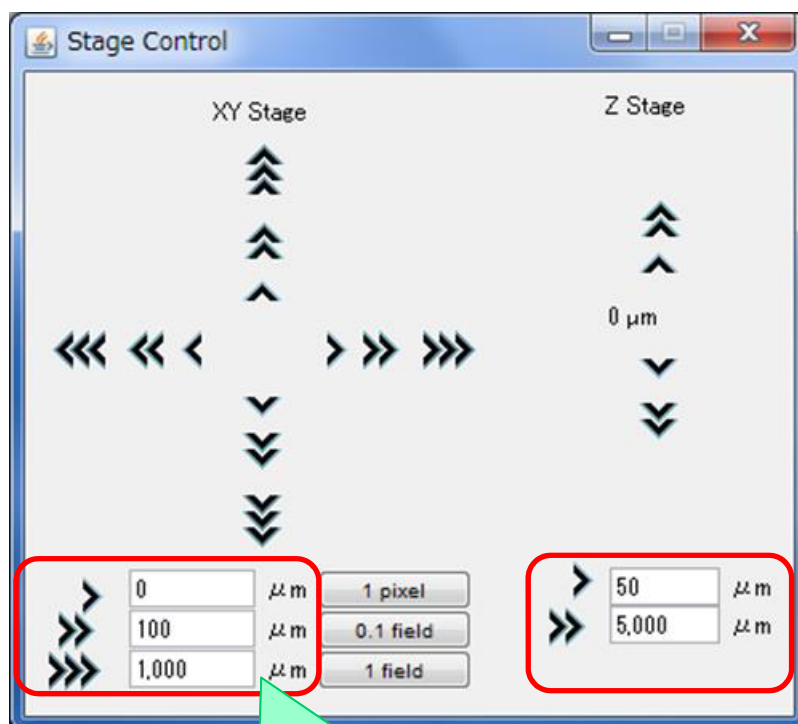 Stage Control
XY Stage
Z Stage
0 μm
0 μm 1 pixel
100 μm 0.1 field
1,000 μm 1 field
50 μm
5,000 μm